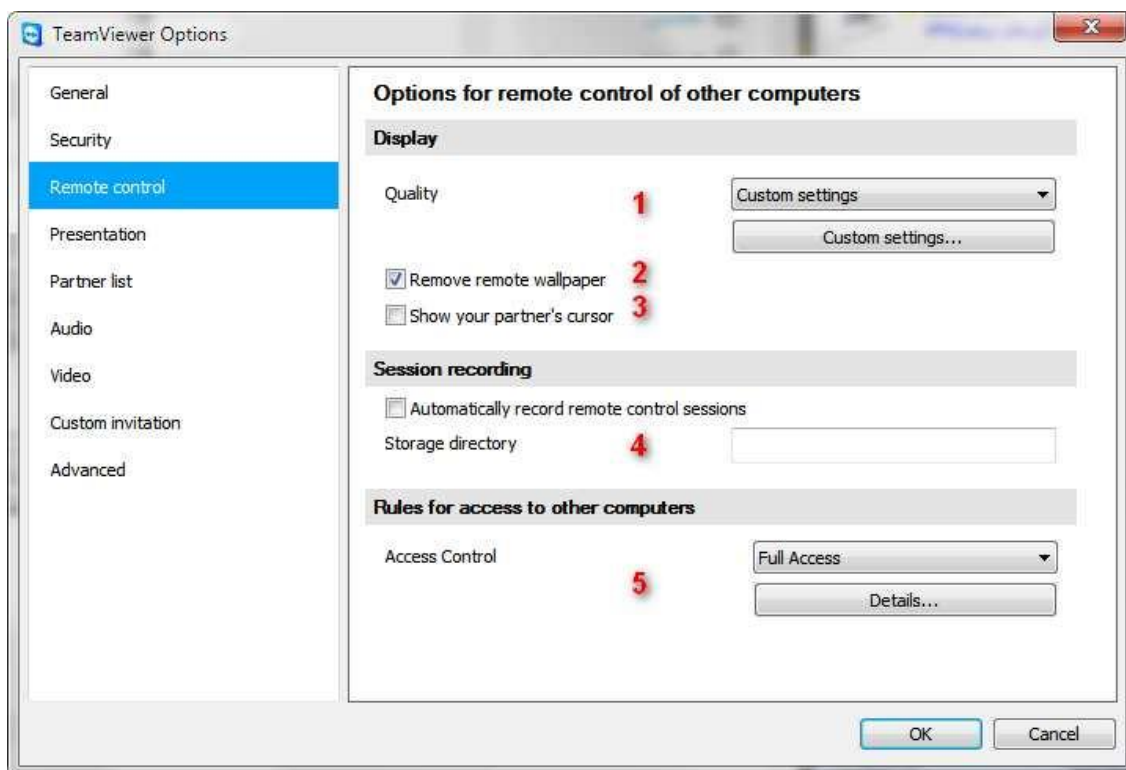 TeamViewer Options
General
Security
Remote control
Presentation
Partner list
Audio
Video
Custom invitation
Advanced
Options for remote control of other computers
Display
Quality 1 Custom settings
Custom settings...
Remove remote wallpaper 2
Show your partner's cursor 3
Session recording
Automatically record remote control sessions
Storage directory 4
Rules for access to other computers
Access Control Full Access
5 Details...
OK Cancel